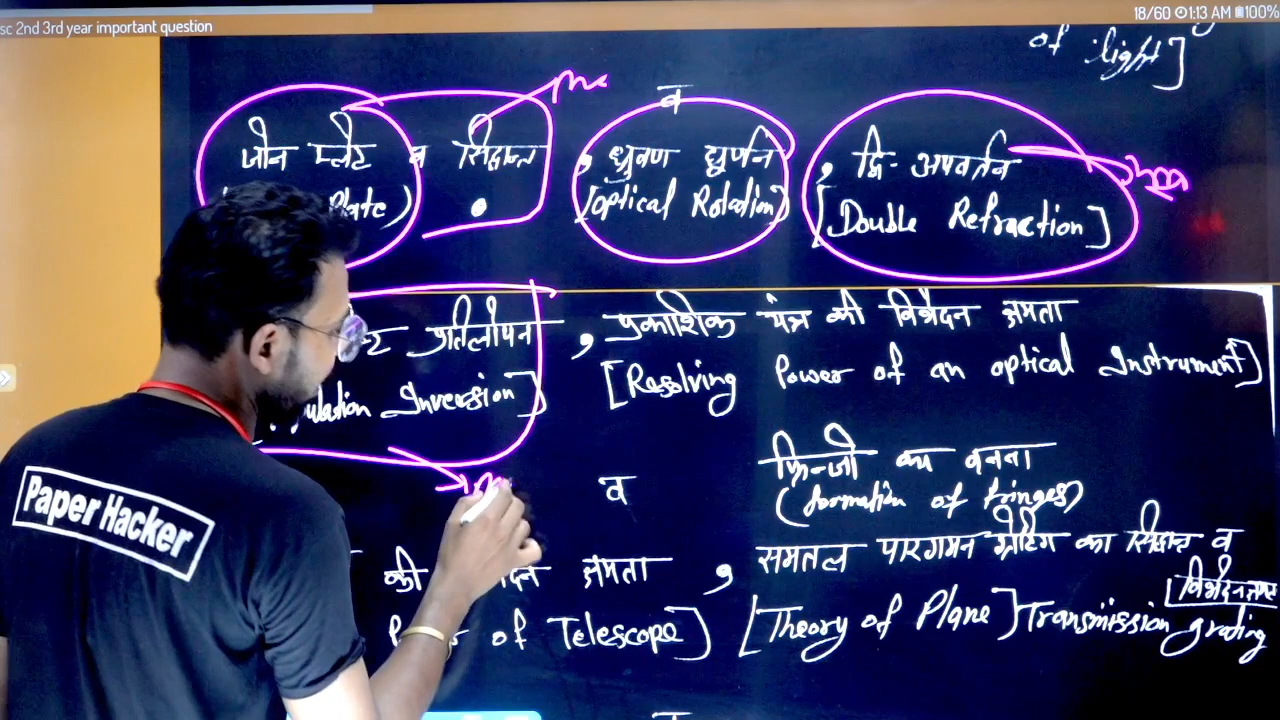 sc 2nd 3rd year important question
18/60 1:13 AM 100%
of light]
व
जोन प्लेट व सिद्धान्त , ध्रुवण घूर्णन , द्वि-अपवर्तन
Plate) [Optical Rotation] [Double Refraction]
प्रतिलोपन , प्रकाशिक यंत्र की विभेदन क्षमता
Inversion) [Resolving Power of an optical Instrument]
फ्रिन्जो का बनना
व (formation of fringes)
की क्षमता , समतल पारगमन ग्रेटिंग का सिद्धान्त व
[विभेदन क्षमता
of Telescope] [Theory of Plane] Transmission grating
व
Paper Hacker